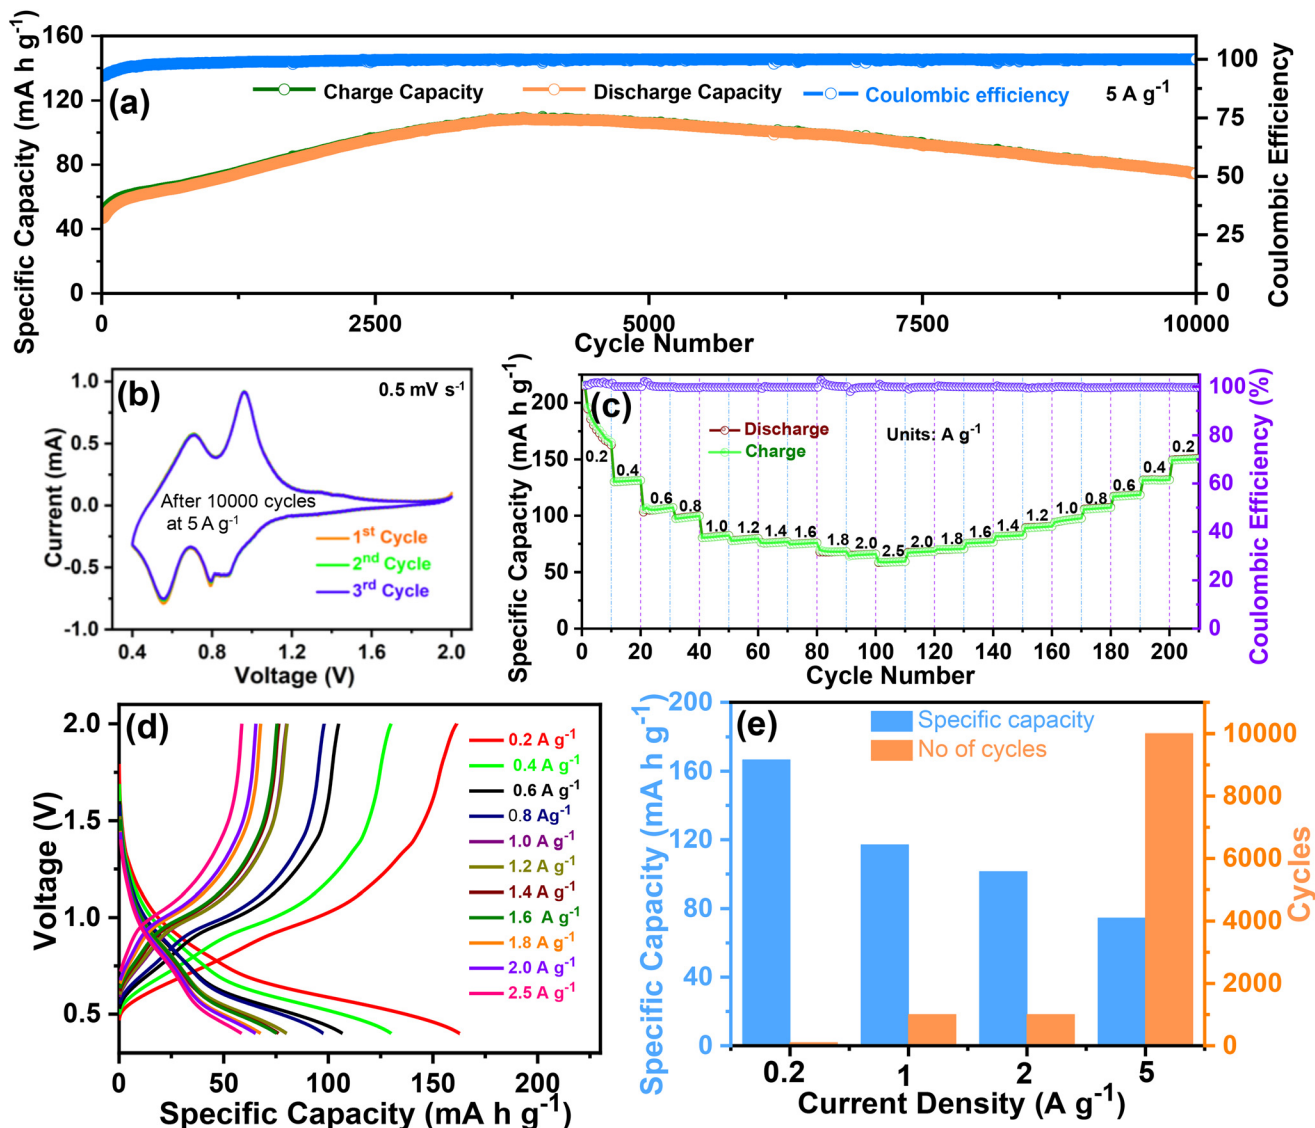 (a)
Specific Capacity (mA h g⁻¹)
160
120
80
40
0
Charge Capacity
Discharge Capacity
Coulombic efficiency
5 A g⁻¹
100
75
50
25
0
Coulombic Efficiency
0
2500
5000
7500
10000
Cycle Number
(b)
0.5 mV s⁻¹
Current (mA)
1.0
0.5
0.0
-0.5
-1.0
After 10000 cycles
at 5 A g⁻¹
1st Cycle
2nd Cycle
3rd Cycle
0.4
0.8
1.2
1.6
2.0
Voltage (V)
(c)
Specific Capacity (mA h g⁻¹)
200
150
100
50
0
Discharge
Charge
Units: A g⁻¹
0.2
0.4
0.6
0.8
1.0
1.2
1.4
1.6
1.8
2.0
2.5
2.0
1.8
1.6
1.4
1.2
1.0
0.8
0.6
0.4
0.2
100
80
60
40
20
0
Coulombic Efficiency (%)
0
20
40
60
80
100
120
140
160
180
200
Cycle Number
(d)
Voltage (V)
2.0
1.5
1.0
0.5
0.2 A g⁻¹
0.4 A g⁻¹
0.6 A g⁻¹
0.8 Ag⁻¹
1.0 A g⁻¹
1.2 A g⁻¹
1.4 A g⁻¹
1.6 A g⁻¹
1.8 A g⁻¹
2.0 A g⁻¹
2.5 A g⁻¹
0
50
100
150
200
Specific Capacity (mA h g⁻¹)
(e)
Specific Capacity (mA h g⁻¹)
200
160
120
80
40
0
Specific capacity
No of cycles
10000
8000
6000
4000
2000
0
Cycles
0.2
1
2
5
Current Density (A g⁻¹)